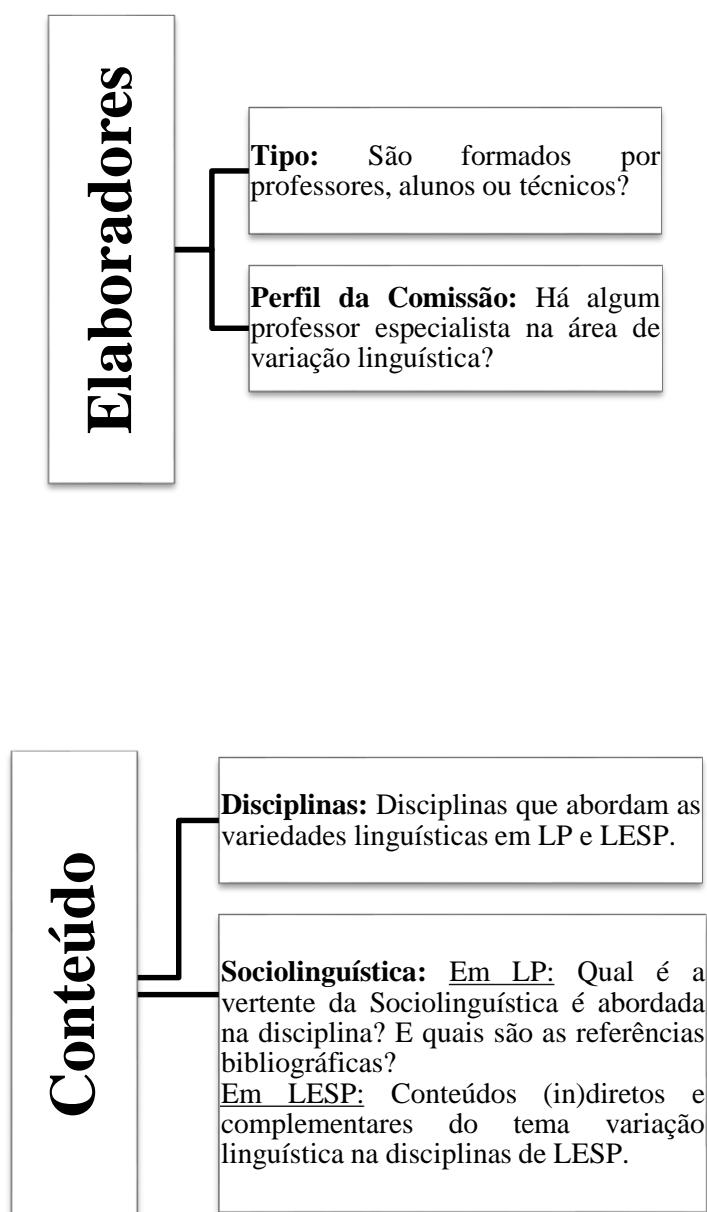 Elaboradores
Tipo: São formados por
professores, alunos ou técnicos?
Perfil da Comissão: Há algum
professor especialista na área de
variação linguística?
Conteúdo
Disciplinas: Disciplinas que abordam as
variedades linguísticas em LP e LESP.
Sociolinguística: Em LP: Qual é a
vertente da Sociolinguística é abordada
na disciplina? E quais são as referências
bibliográficas?
Em LESP: Conteúdos (in)diretos e
complementares do tema variação
linguística na disciplinas de LESP.